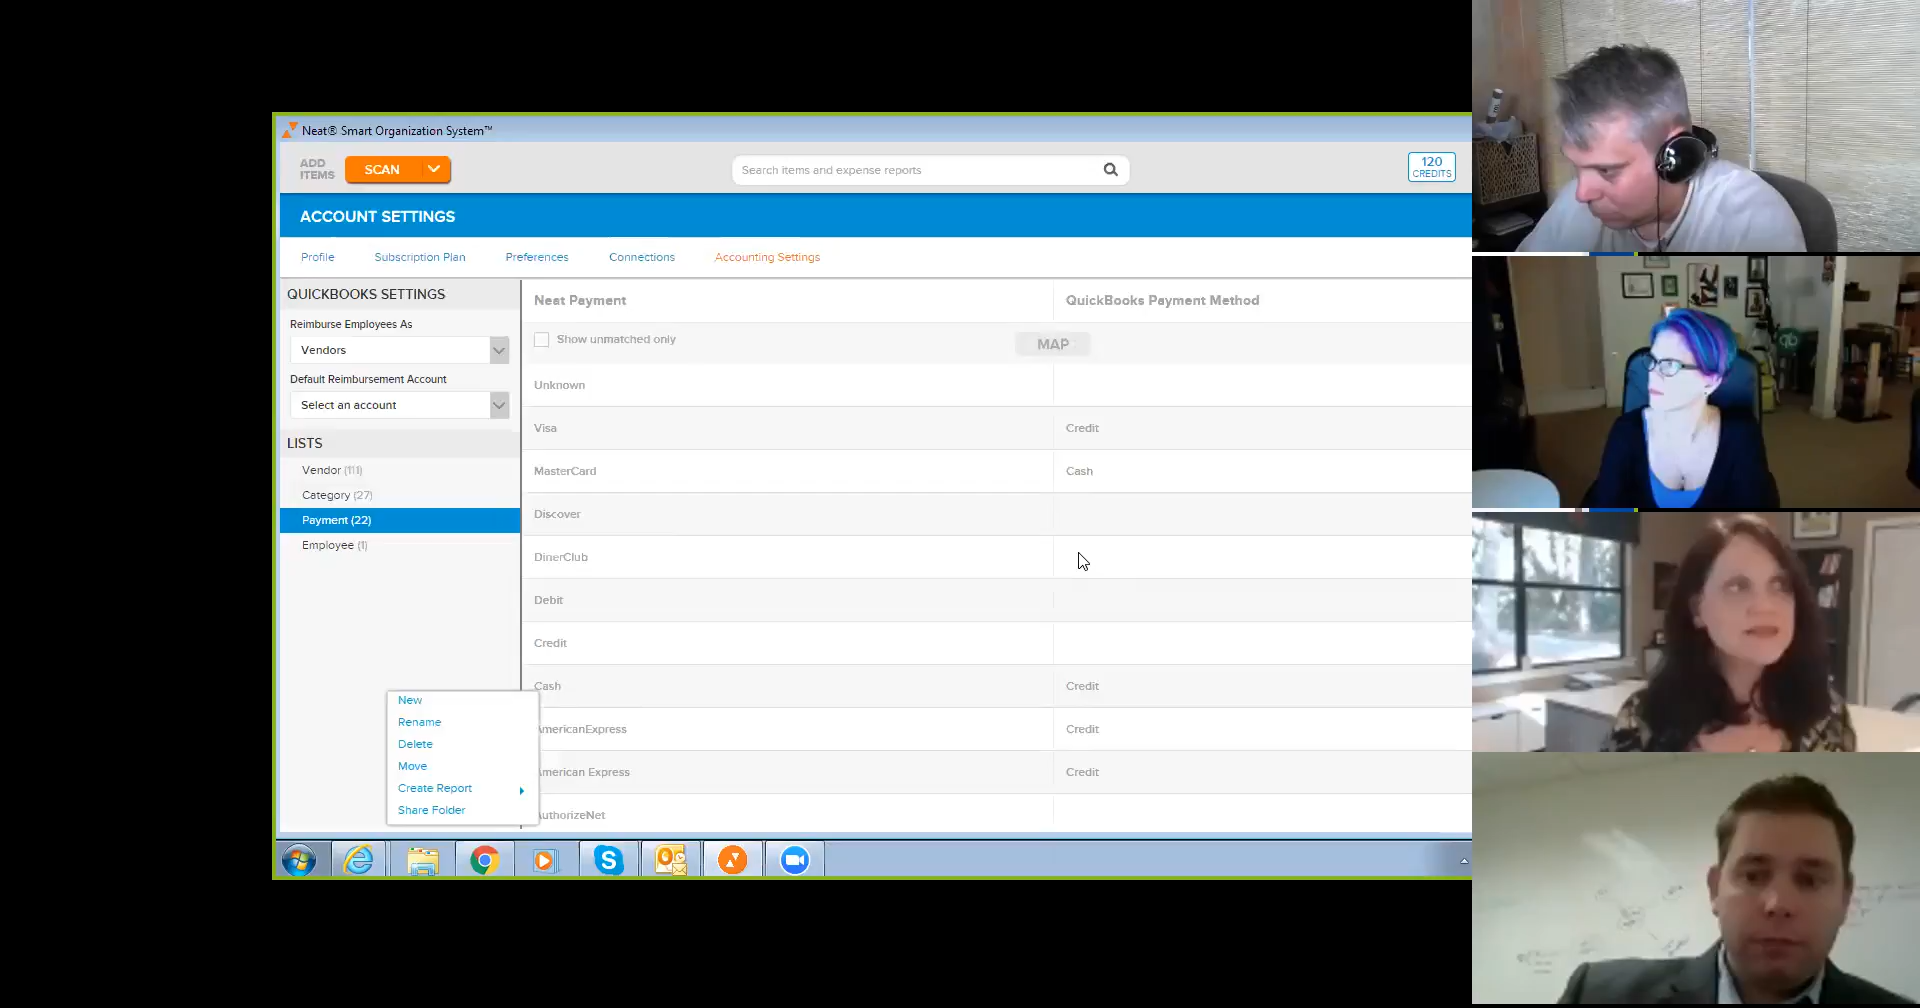 Neat® Smart Organization System™
ADD
ITEMS
SCAN
Search items and expense reports
120
CREDITS
ACCOUNT SETTINGS
Profile
Subscription Plan
Preferences
Connections
Accounting Settings
QUICKBOOKS SETTINGS
Reimburse Employees As
Vendors
Default Reimbursement Account
Select an account
LISTS
Vendor (111)
Category (27)
Payment (22)
Employee (1)
New
Rename
Delete
Move
Create Report
Share Folder
Neat Payment
QuickBooks Payment Method
Show unmatched only
MAP
Unknown
Visa
Credit
MasterCard
Cash
Discover
DinerClub
Debit
Credit
Cash
Credit
AmericanExpress
Credit
American Express
Credit
AuthorizeNet